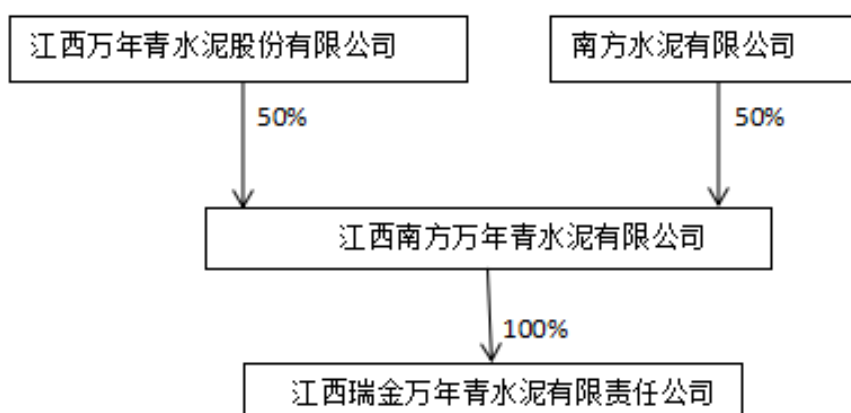 江西万年青水泥股份有限公司
南方水泥有限公司
50%
50%
江西南方万年青水泥有限公司
100%
江西瑞金万年青水泥有限责任公司